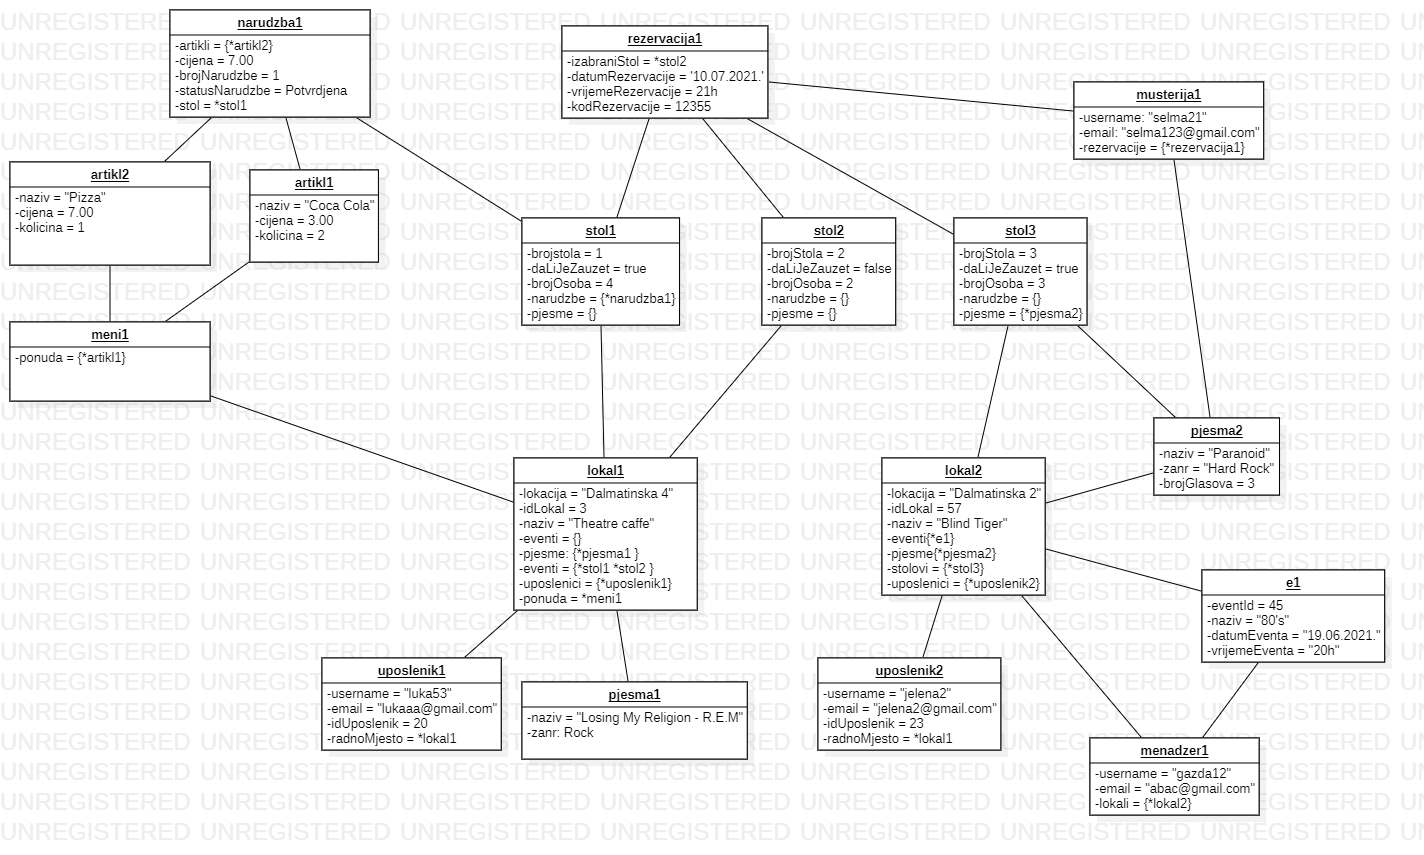 narudzba1
-artikli = {*artikl2}
-cijena = 7.00
-brojNarudzbe = 1
-statusNarudzbe = Potvrdjena
-stol = *stol1
rezervacija1
-izabraniStol = *stol2
-datumRezervacije = '10.07.2021.'
-vrijemeRezervacije = 21h
-kodRezervacije = 12355
musterija1
-username: "selma21"
-email: "selma123@gmail.com"
-rezervacije = {*rezervacija1}
artikl2
-naziv = "Pizza"
-cijena = 7.00
-kolicina = 1
artikl1
-naziv = "Coca Cola"
-cijena = 3.00
-kolicina = 2
stol1
-brojstola = 1
-daLiJeZauzet = true
-brojOsoba = 4
-narudzbe = {*narudzba1}
-pjesme = {}
stol2
-brojStola = 2
-daLiJeZauzet = false
-brojOsoba = 2
-narudzbe = {}
-pjesme = {}
stol3
-brojStola = 3
-daLiJeZauzet = true
-brojOsoba = 3
-narudzbe = {}
-pjesme = {*pjesma2}
meni1
-ponuda = {*artikl1}
pjesma2
-naziv = "Paranoid"
-zanr = "Hard Rock"
-brojGlasova = 3
lokal1
-lokacija = "Dalmatinska 4"
-idLokal = 3
-naziv = "Theatre caffe"
-eventi = {}
-pjesme: {*pjesma1 }
-eventi = {*stol1 *stol2 }
-uposlenici = {*uposlenik1}
-ponuda = *meni1
lokal2
-lokacija = "Dalmatinska 2"
-idLokal = 57
-naziv = "Blind Tiger"
-eventi{*e1}
-pjesme{*pjesma2}
-stolovi = {*stol3}
-uposlenici = {*uposlenik2}
e1
-eventId = 45
-naziv = "80's"
-datumEventa = "19.06.2021."
-vrijemeEventa = "20h"
uposlenik1
-username = "luka53"
-email = "lukaaa@gmail.com"
-idUposlenik = 20
-radnoMjesto = *lokal1
pjesma1
-naziv = "Losing My Religion - R.E.M"
-zanr: Rock
uposlenik2
-username = "jelena2"
-email = "jelena2@gmail.com"
-idUposlenik = 23
-radnoMjesto = *lokal1
menadzer1
-username = "gazda12"
-email = "abac@gmail.com"
-lokali = {*lokal2}